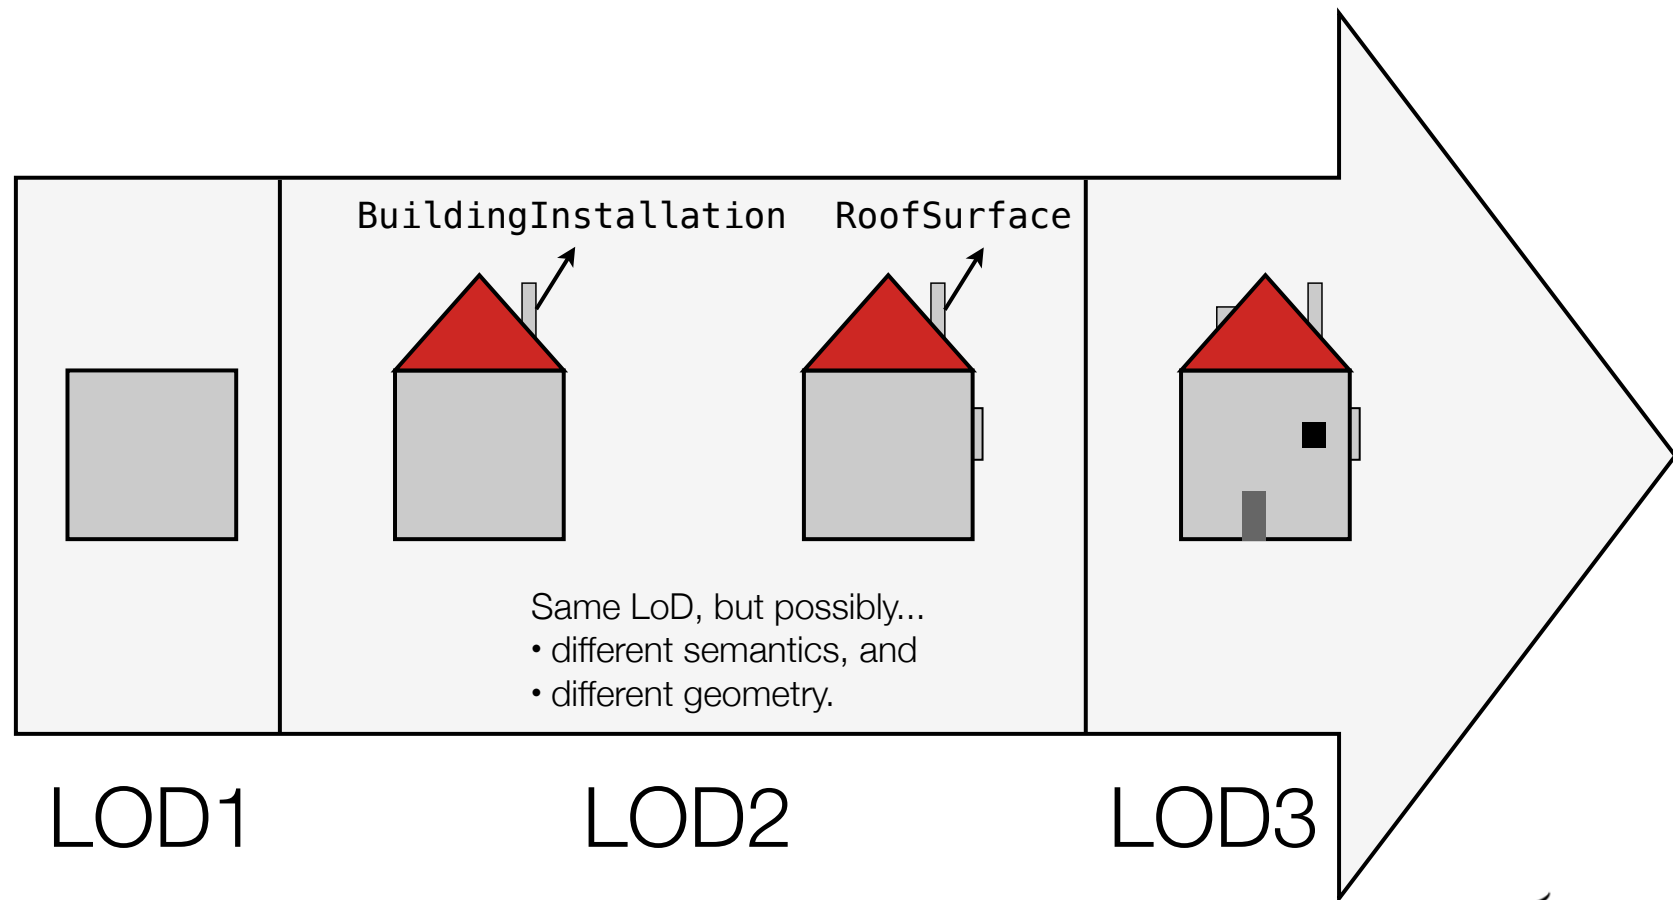 BuildingInstallation RoofSurface
Same LoD, but possibly...
• different semantics, and
• different geometry.
LOD1 LOD2 LOD3